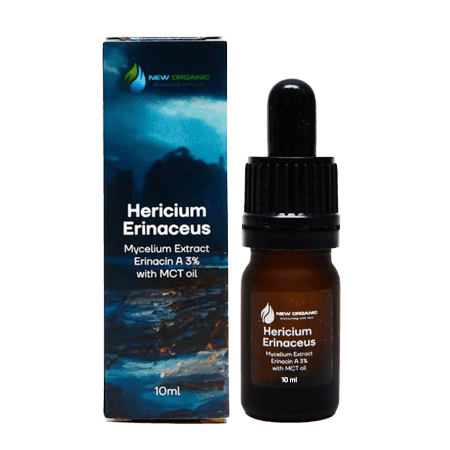 NEW ORGANIC
Hericium
Erinaceus
Mycelium Extract
Erinacin A 3%
with MCT oil
10ml
NEW ORGANIC
Hericium
Erinaceus
Mycelium Extract
Erinacin A 3%
with MCT oil
10 ml